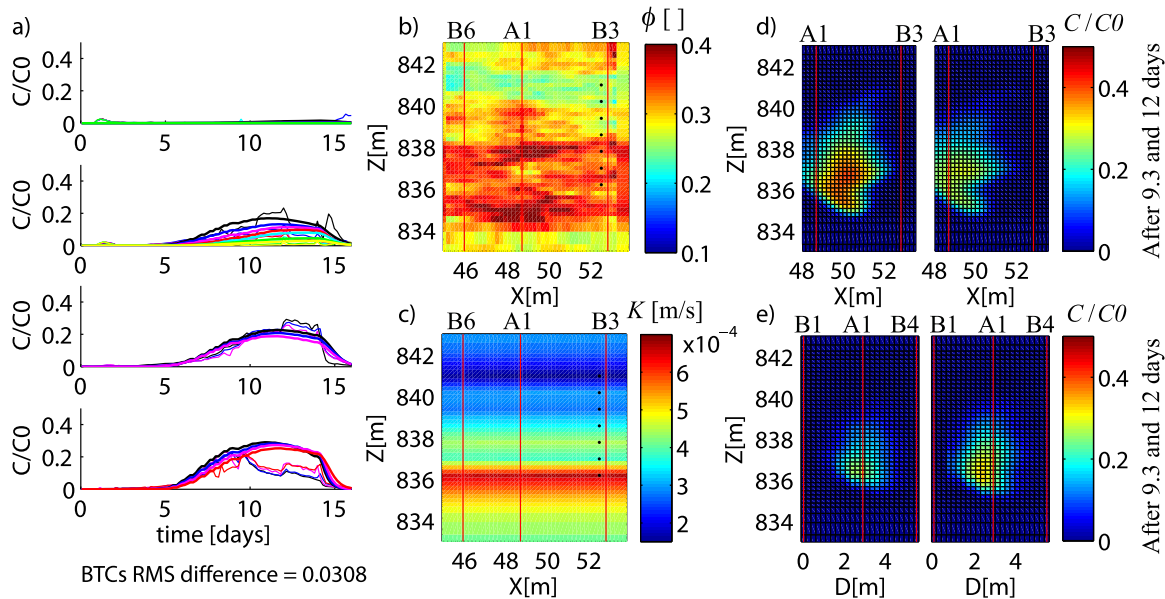 a)
C/C0
0.4
0.2
0
0 5 10 15
C/C0
0.4
0.2
0
0 5 10 15
C/C0
0.4
0.2
0
0 5 10 15
C/C0
0.4
0.2
0
0 5 10 15
time [days]
BTCs RMS difference = 0.0308
b)
B6 A1 B3
ϕ [ ]
Z[m]
842
840
838
836
834
46 48 50 52
X[m]
0.4
0.3
0.2
0.1
c)
B6 A1 B3
K [m/s]
x10⁻⁴
Z[m]
842
840
838
836
834
46 48 50 52
X[m]
6
5
4
3
2
d)
A1 B3 A1 B3
C/C0
Z[m]
842
840
838
836
834
48 50 52 48 50 52
X[m] X[m]
0.4
0.2
0
After 9.3 and 12 days
e)
B1 A1 B4 B1 A1 B4
C/C0
Z[m]
842
840
838
836
834
0 2 4 0 2 4
D[m] D[m]
0.4
0.2
0
After 9.3 and 12 days